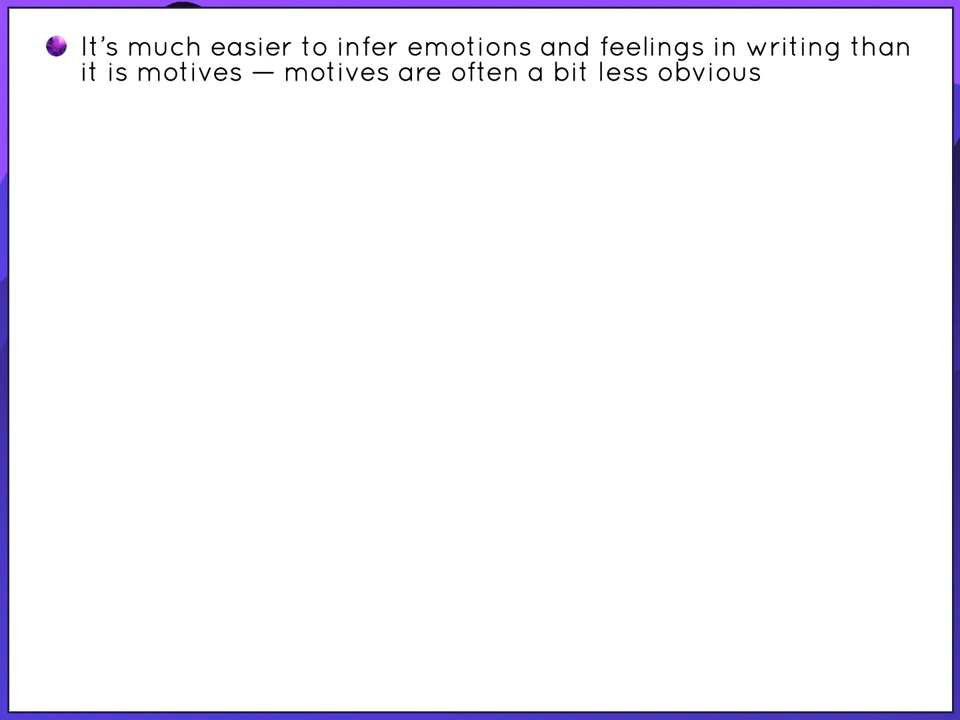 It’s much easier to infer emotions and feelings in writing than
it is motives — motives are often a bit less obvious